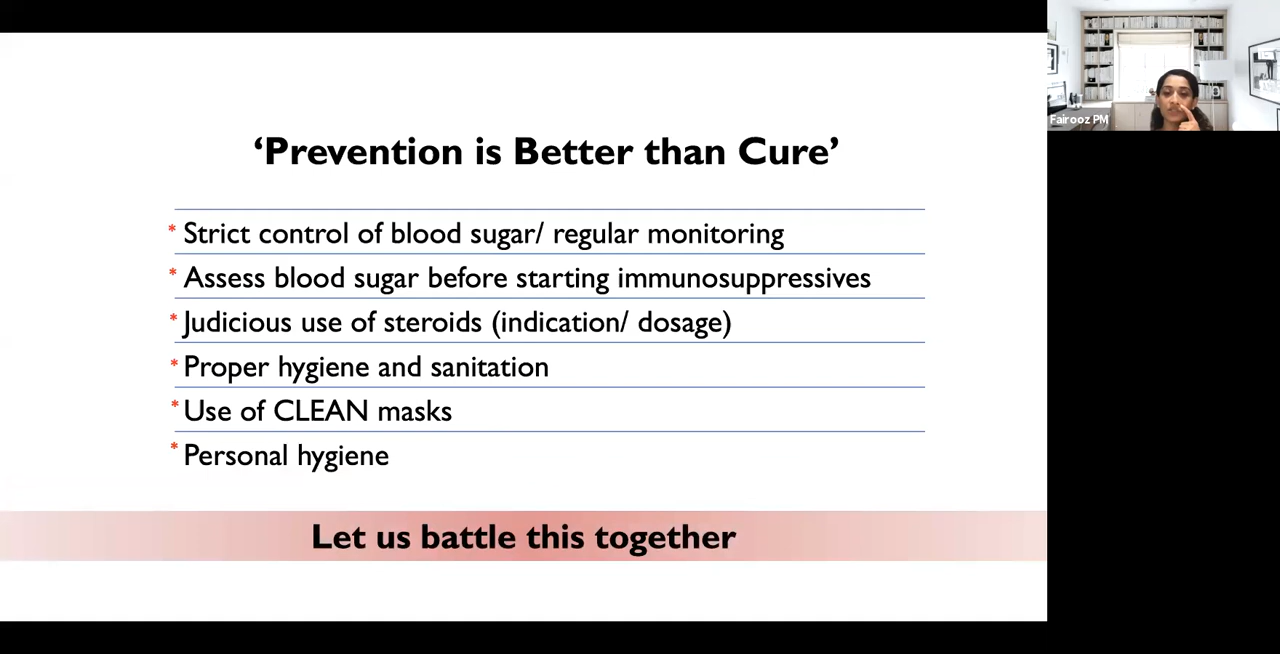 ‘Prevention is Better than Cure’
* Strict control of blood sugar/ regular monitoring
* Assess blood sugar before starting immunosuppressives
* Judicious use of steroids (indication/ dosage)
* Proper hygiene and sanitation
* Use of CLEAN masks
* Personal hygiene
Let us battle this together
Fairooz PM